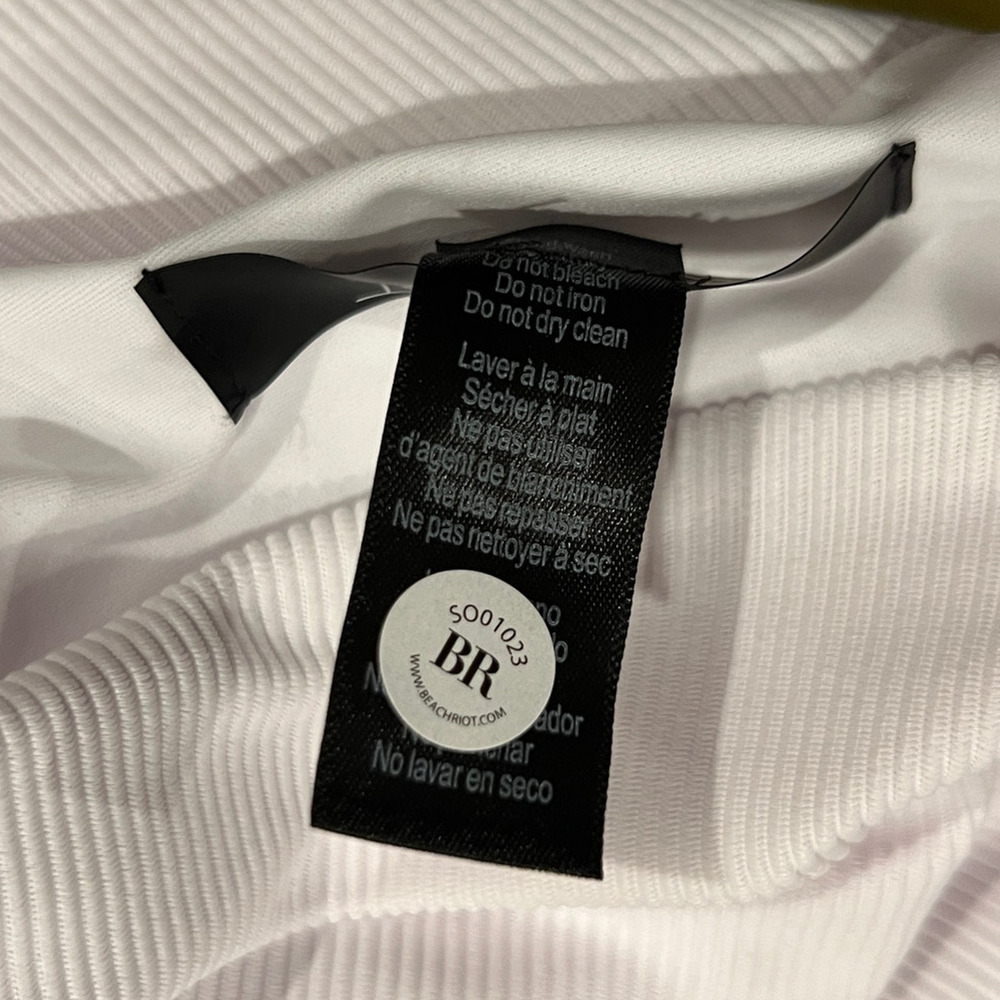 Do not bleach
Do not iron
Do not dry clean
Laver à la main
Sécher à plat
Ne pas utiliser
d'agent de blanchiment
Ne pas repasser
Ne pas nettoyer à sec
SO01023
BR
WWW.BEACHRIOT.COM
No lavar en seco